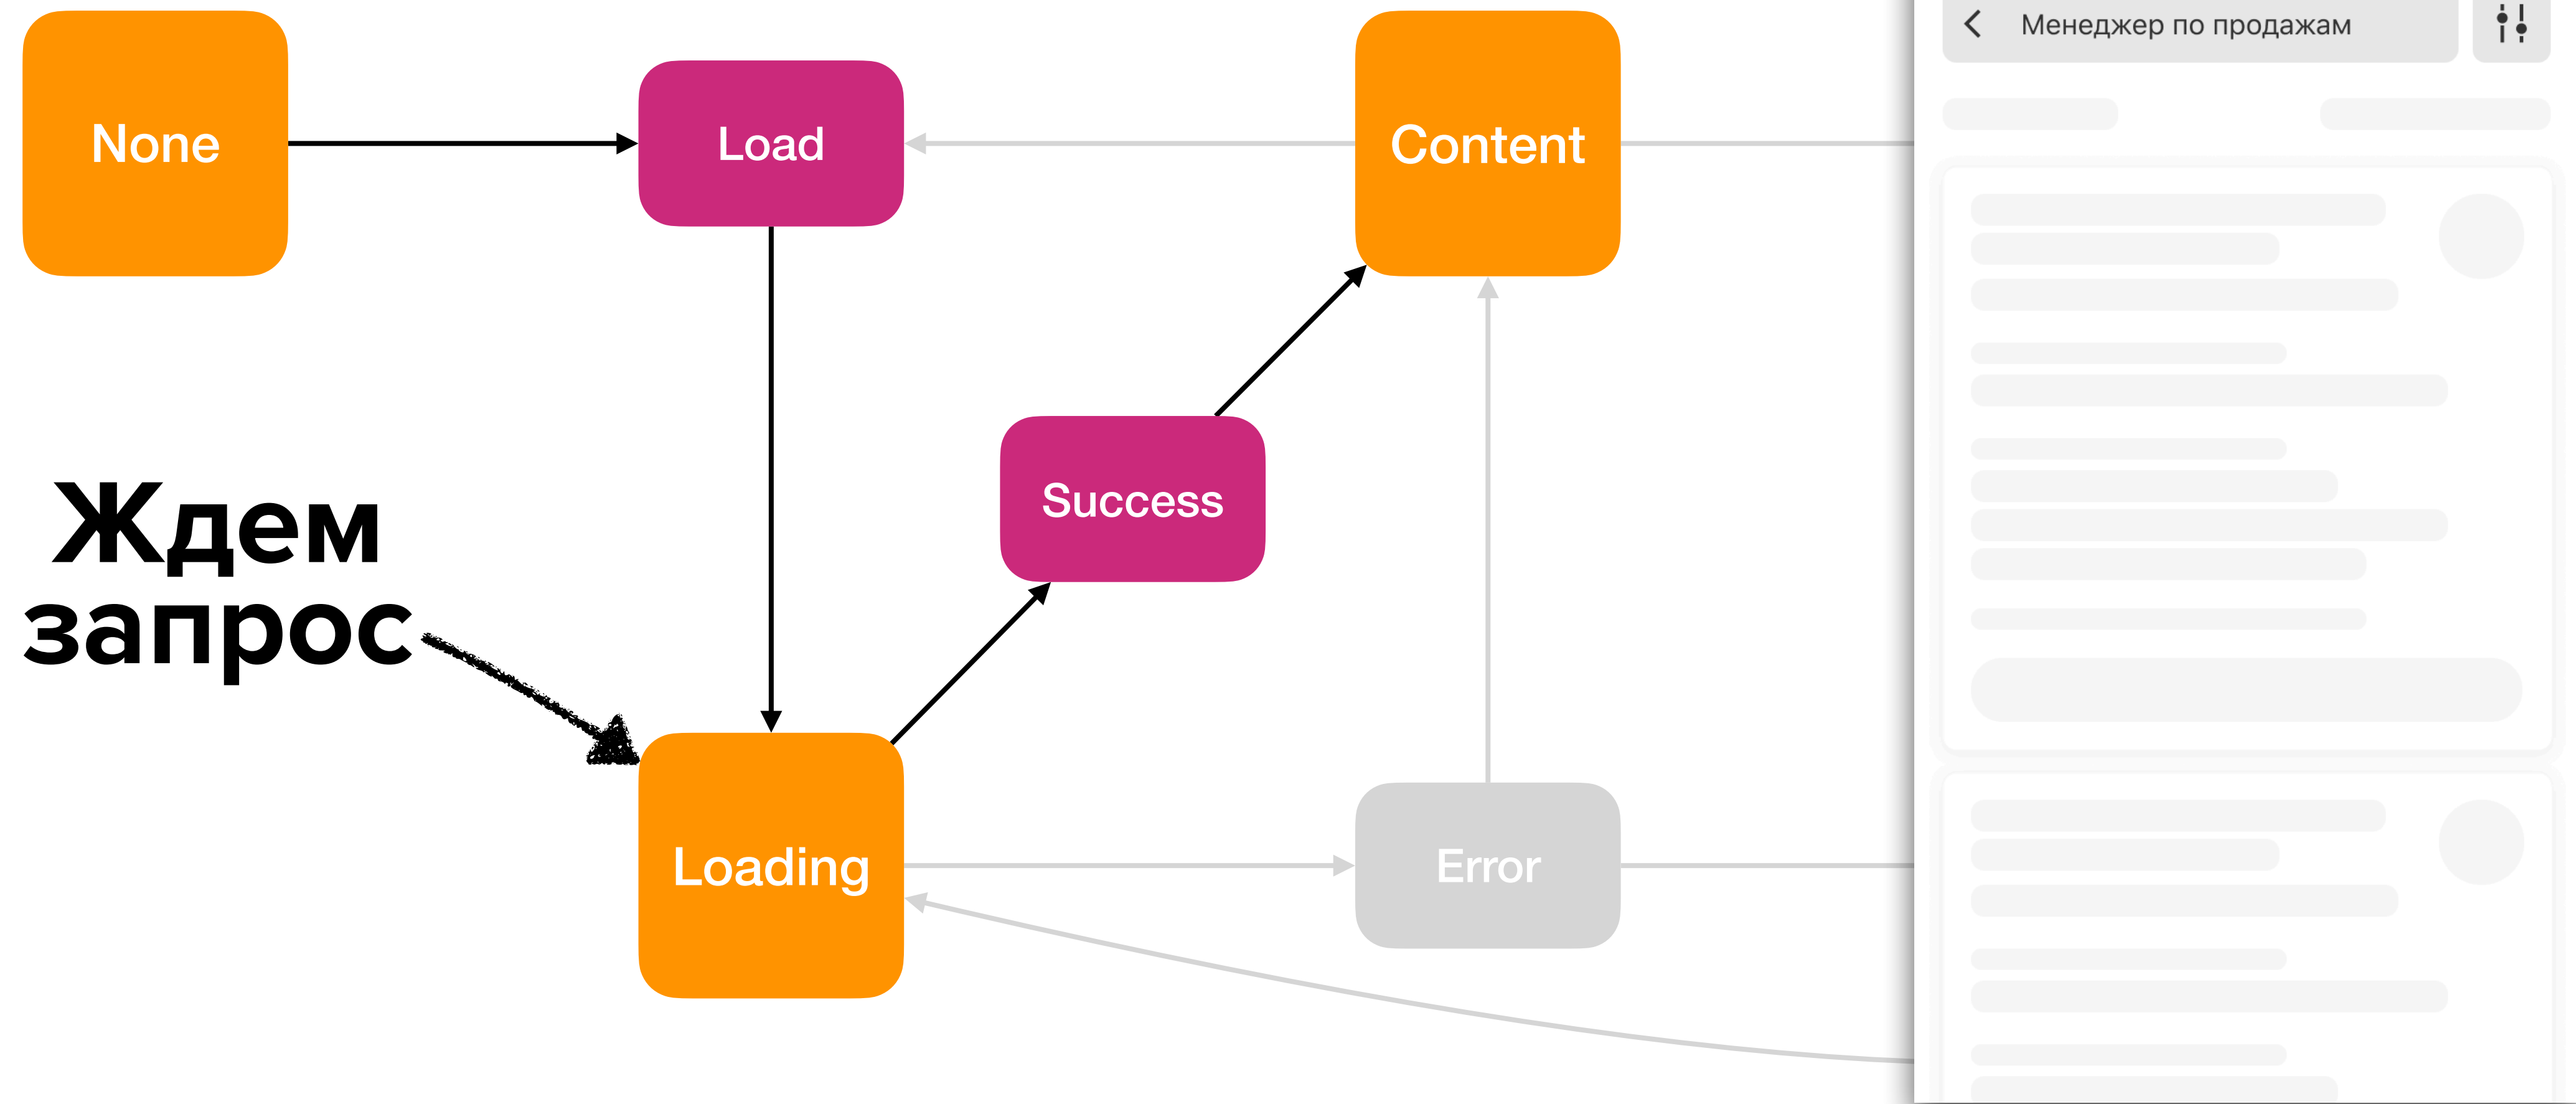 None
Load
Content
Менеджер по продажам
Ждем
запрос
Success
Loading
Error